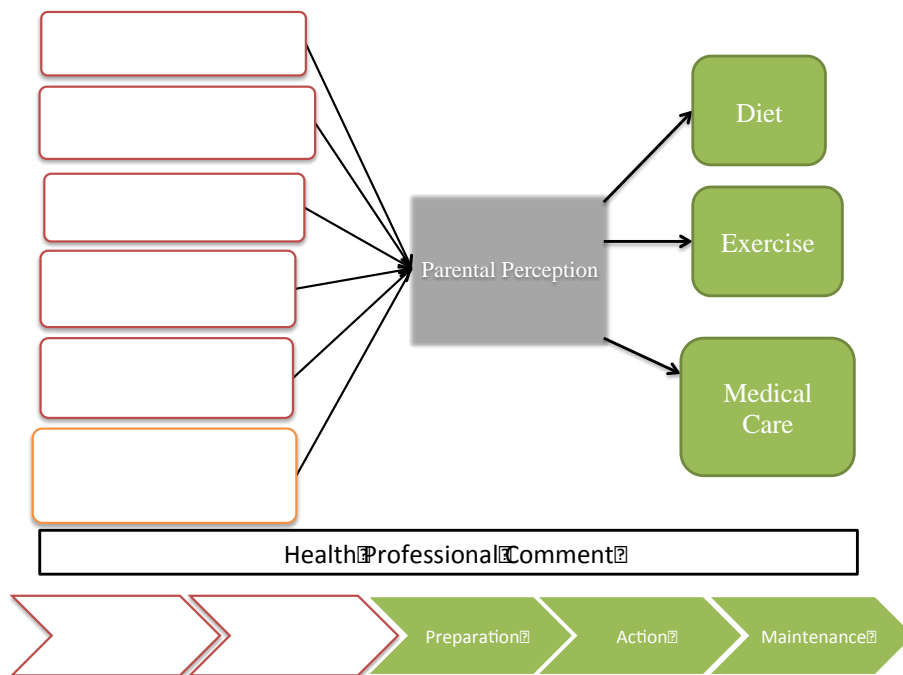 Diet
Exercise
Parental Perception
Medical
Care
Health Professional Comment
Preparation
Action
Maintenance